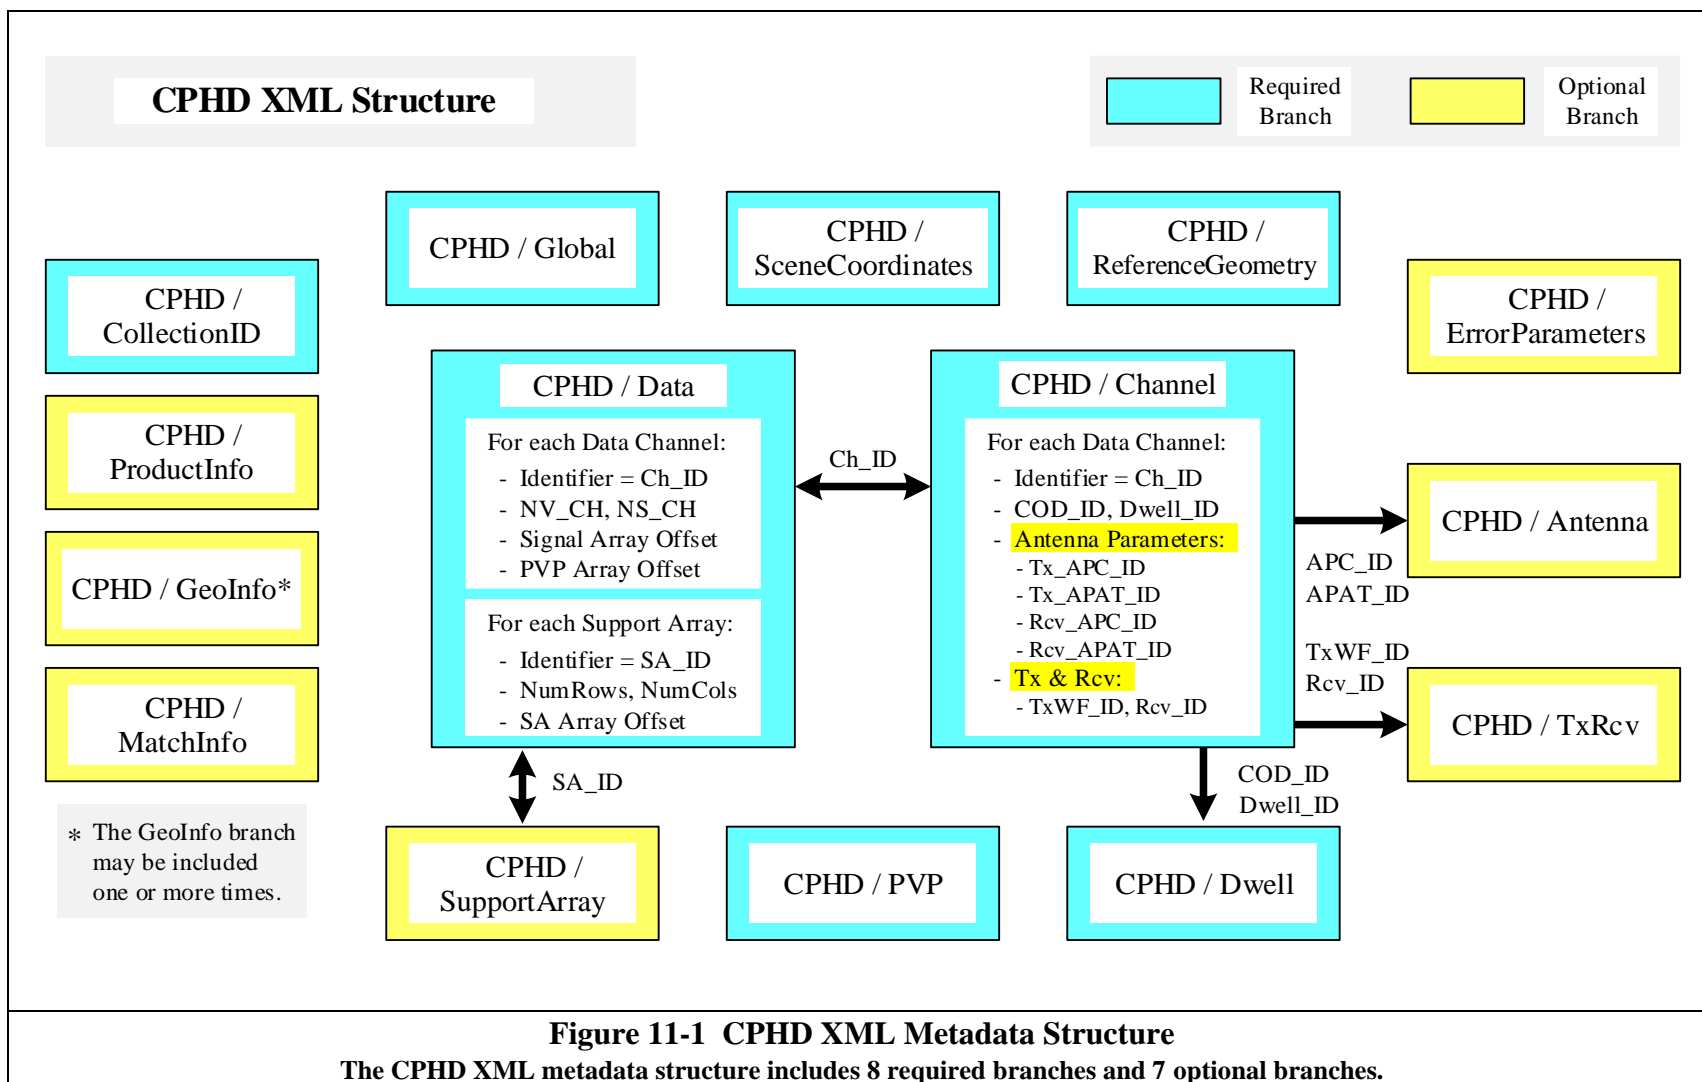 CPHD XML Structure
Required
Branch
Optional
Branch
CPHD / Global
CPHD /
SceneCoordinates
CPHD /
ReferenceGeometry
CPHD /
CollectionID
CPHD /
ProductInfo
CPHD / GeoInfo*
CPHD /
MatchInfo
* The GeoInfo branch
may be included
one or more times.
CPHD / Data
For each Data Channel:
- Identifier = Ch_ID
- NV_CH, NS_CH
- Signal Array Offset
- PVP Array Offset
For each Support Array:
- Identifier = SA_ID
- NumRows, NumCols
- SA Array Offset
Ch_ID
CPHD / Channel
For each Data Channel:
- Identifier = Ch_ID
- COD_ID, Dwell_ID
- Antenna Parameters:
- Tx_APC_ID
- Tx_APAT_ID
- Rcv_APC_ID
- Rcv_APAT_ID
- Tx & Rcv:
- TxWF_ID, Rcv_ID
CPHD /
ErrorParameters
CPHD / Antenna
APC_ID
APAT_ID
TxWF_ID
Rcv_ID
CPHD / TxRcv
SA_ID
COD_ID
Dwell_ID
CPHD /
SupportArray
CPHD / PVP
CPHD / Dwell
Figure 11-1 CPHD XML Metadata Structure
The CPHD XML metadata structure includes 8 required branches and 7 optional branches.